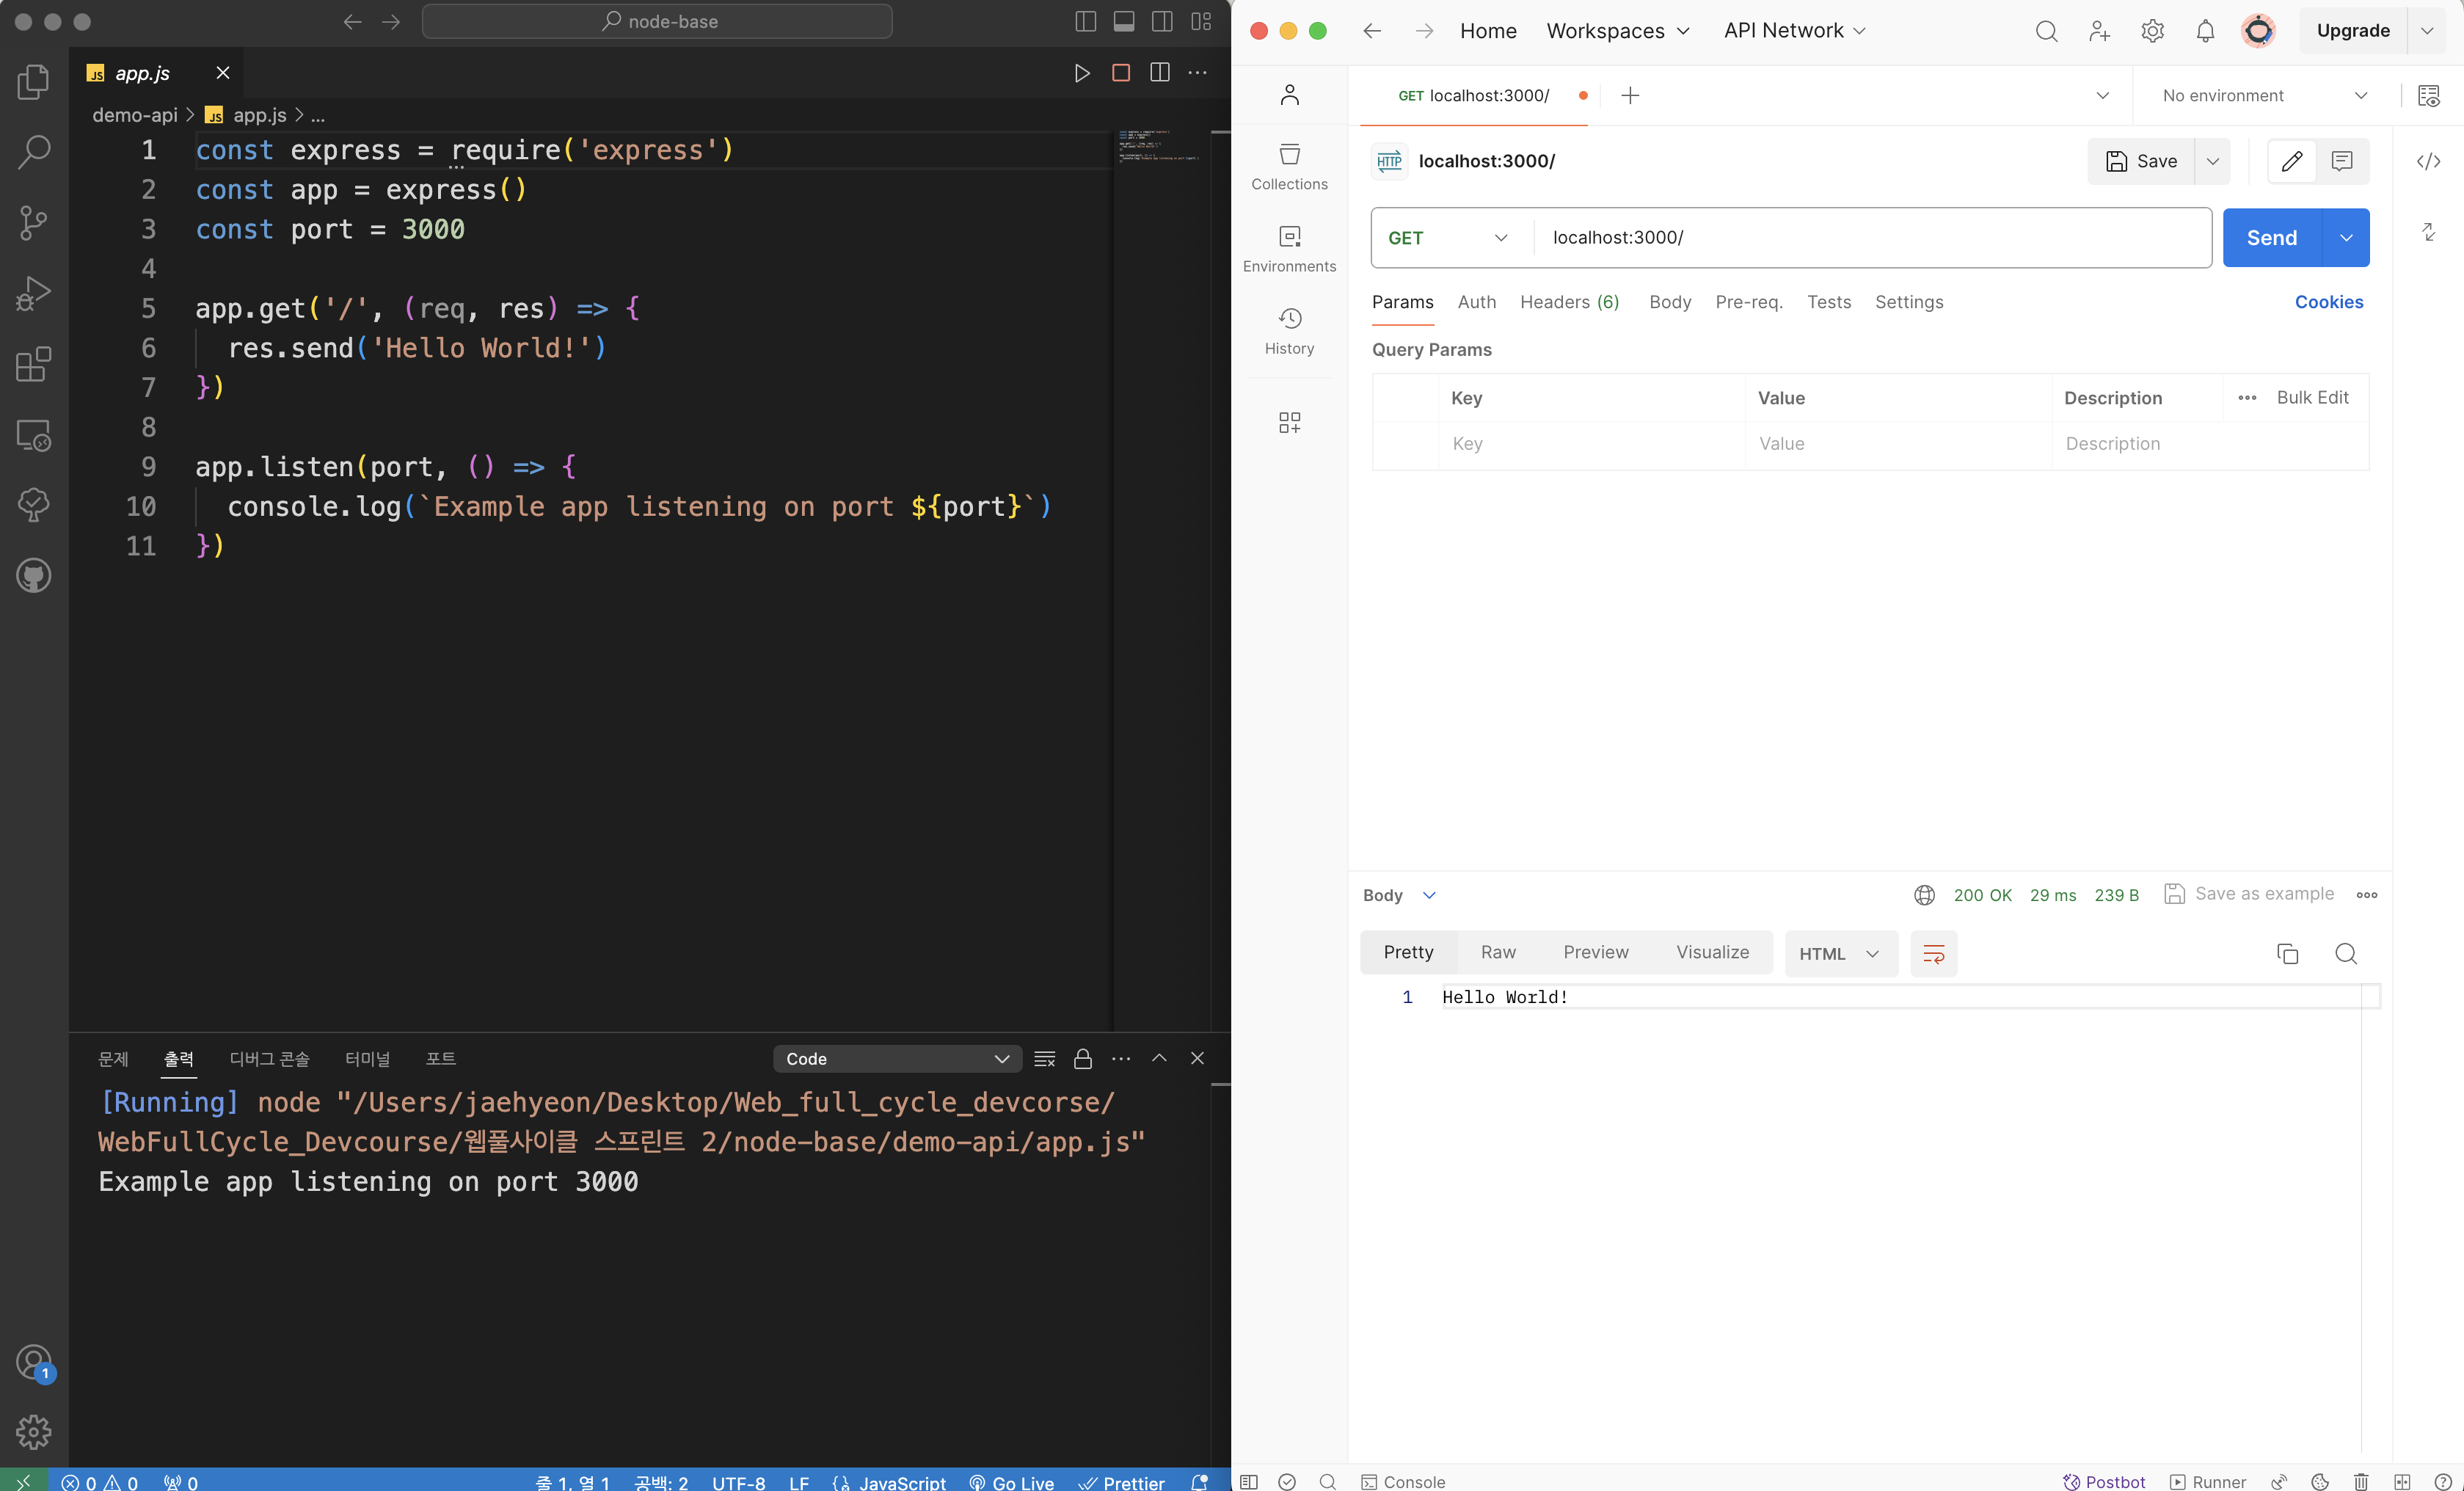 node-base
JS app.js
demo-api > JS app.js > ...
1 const express = require('express')
2 const app = express()
3 const port = 3000
4
5 app.get('/', (req, res) => {
6 res.send('Hello World!')
7 })
8
9 app.listen(port, () => {
10 console.log(`Example app listening on port ${port}`)
11 })
문제 출력 디버그 콘솔 터미널 포트 Code
[Running] node "/Users/jaehyeon/Desktop/Web_full_cycle_devcorse/
WebFullCycle_Devcourse/웹풀사이클 스프린트 2/node-base/demo-api/app.js"
Example app listening on port 3000
1
0 0 0 줄 1, 열 1 공백: 2 UTF-8 LF {} JavaScript Go Live Prettier
Home Workspaces API Network Upgrade
GET localhost:3000/ No environment
HTTP localhost:3000/ Save
Collections
Environments
History
GET localhost:3000/ Send
Params Auth Headers (6) Body Pre-req. Tests Settings Cookies
Query Params
Key Value Description Bulk Edit
Key Value Description
Body 200 OK 29 ms 239 B Save as example
Pretty Raw Preview Visualize HTML
1 Hello World!
Console Postbot Runner